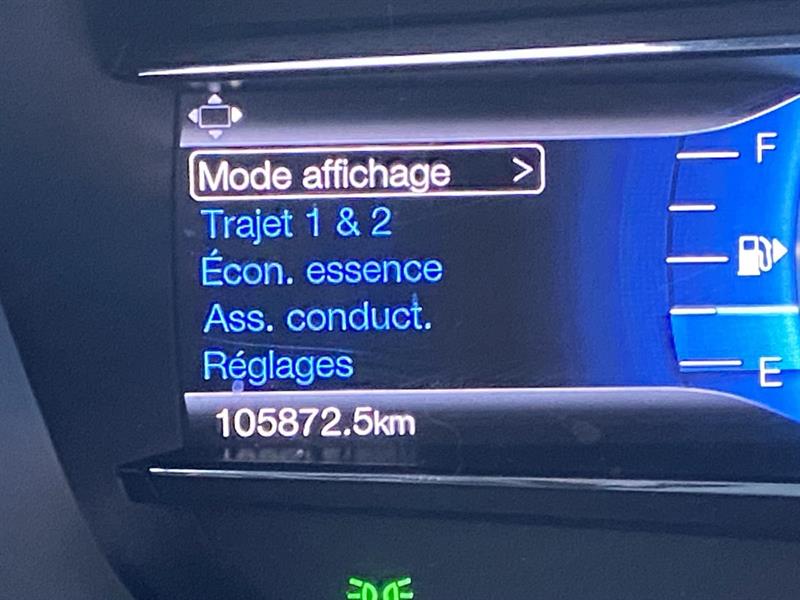 Mode affichage >
Trajet 1 & 2
Écon. essence
Ass. conduct.
Réglages
105872.5km
F
E